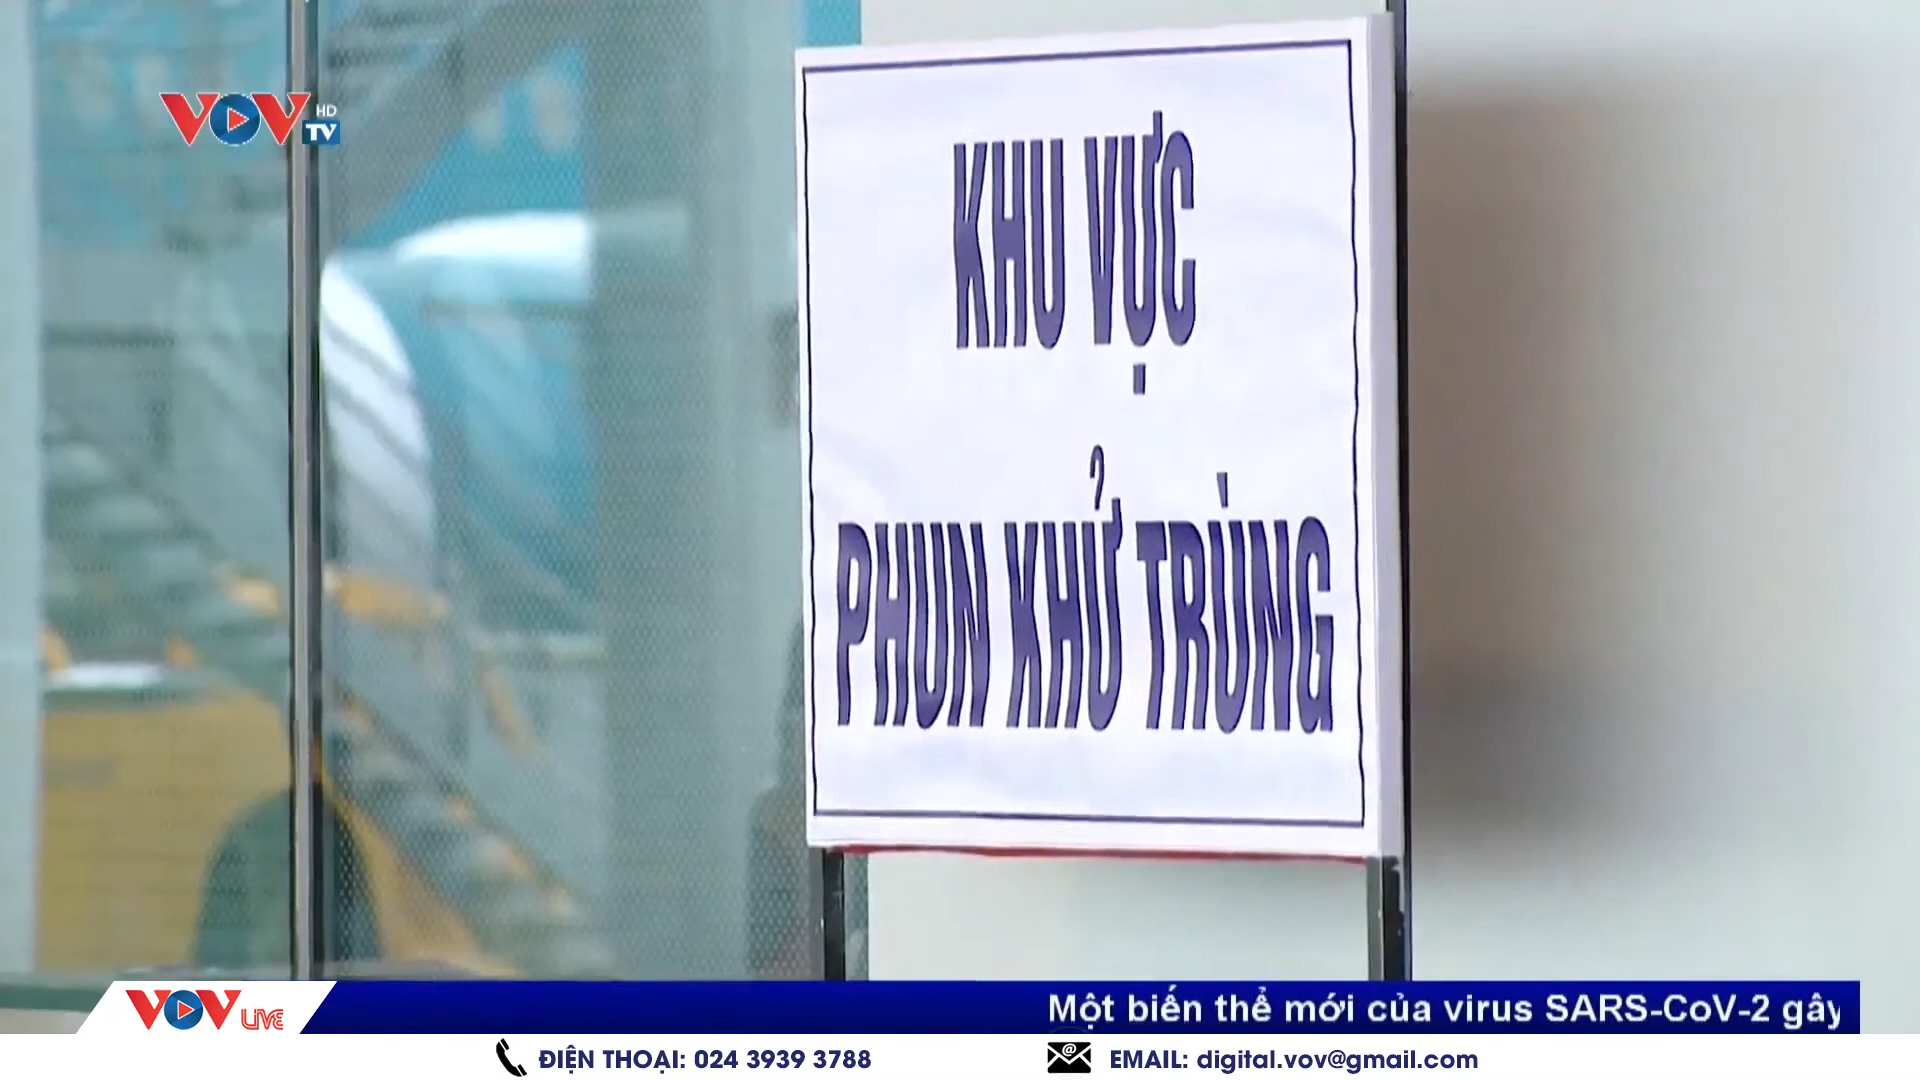 VOV HD TV
KHU VỰC
PHUN KHỬ TRÙNG
VOV LIVE
Một biến thể mới của virus SARS-CoV-2 gây
ĐIỆN THOẠI: 024 3939 3788
EMAIL: digital.vov@gmail.com